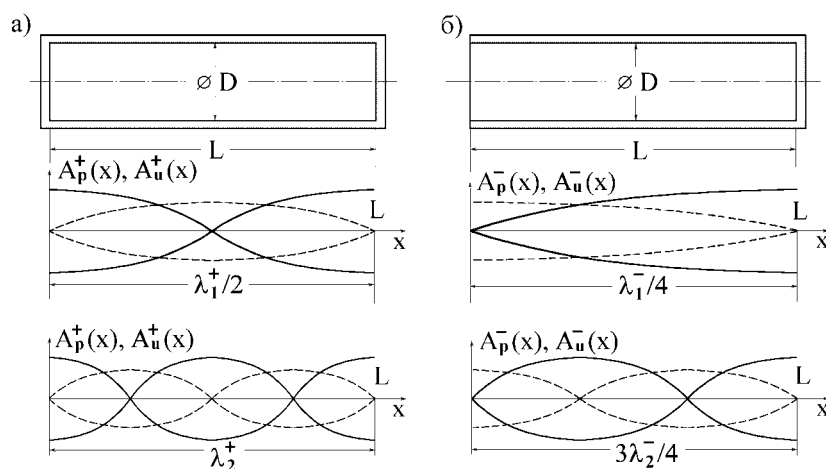 а)
⌀ D
L
A⁺ₚ(x), A⁺ᵤ(x)
L
x
λ⁺₁/2
A⁺ₚ(x), A⁺ᵤ(x)
L
x
λ⁺₂
б)
⌀ D
L
A⁻ₚ(x), A⁻ᵤ(x)
L
x
λ⁻₁/4
A⁻ₚ(x), A⁻ᵤ(x)
L
x
3λ⁻₂/4